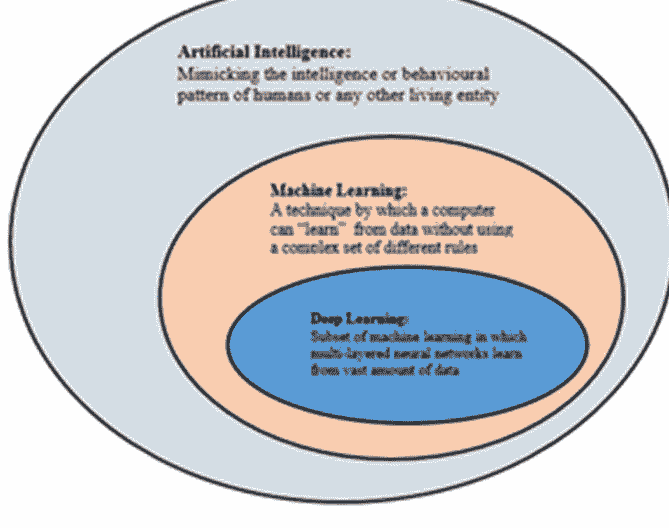 Artificial Intelligence:
Mimicking the intelligence or behavioural
pattern of humans or any other living entity
Machine Learning:
A technique by which a computer
can "learn" from data without using
a complex set of different rules
Deep Learning:
Subset of machine learning in which
multi-layered neural networks learn
from vast amount of data